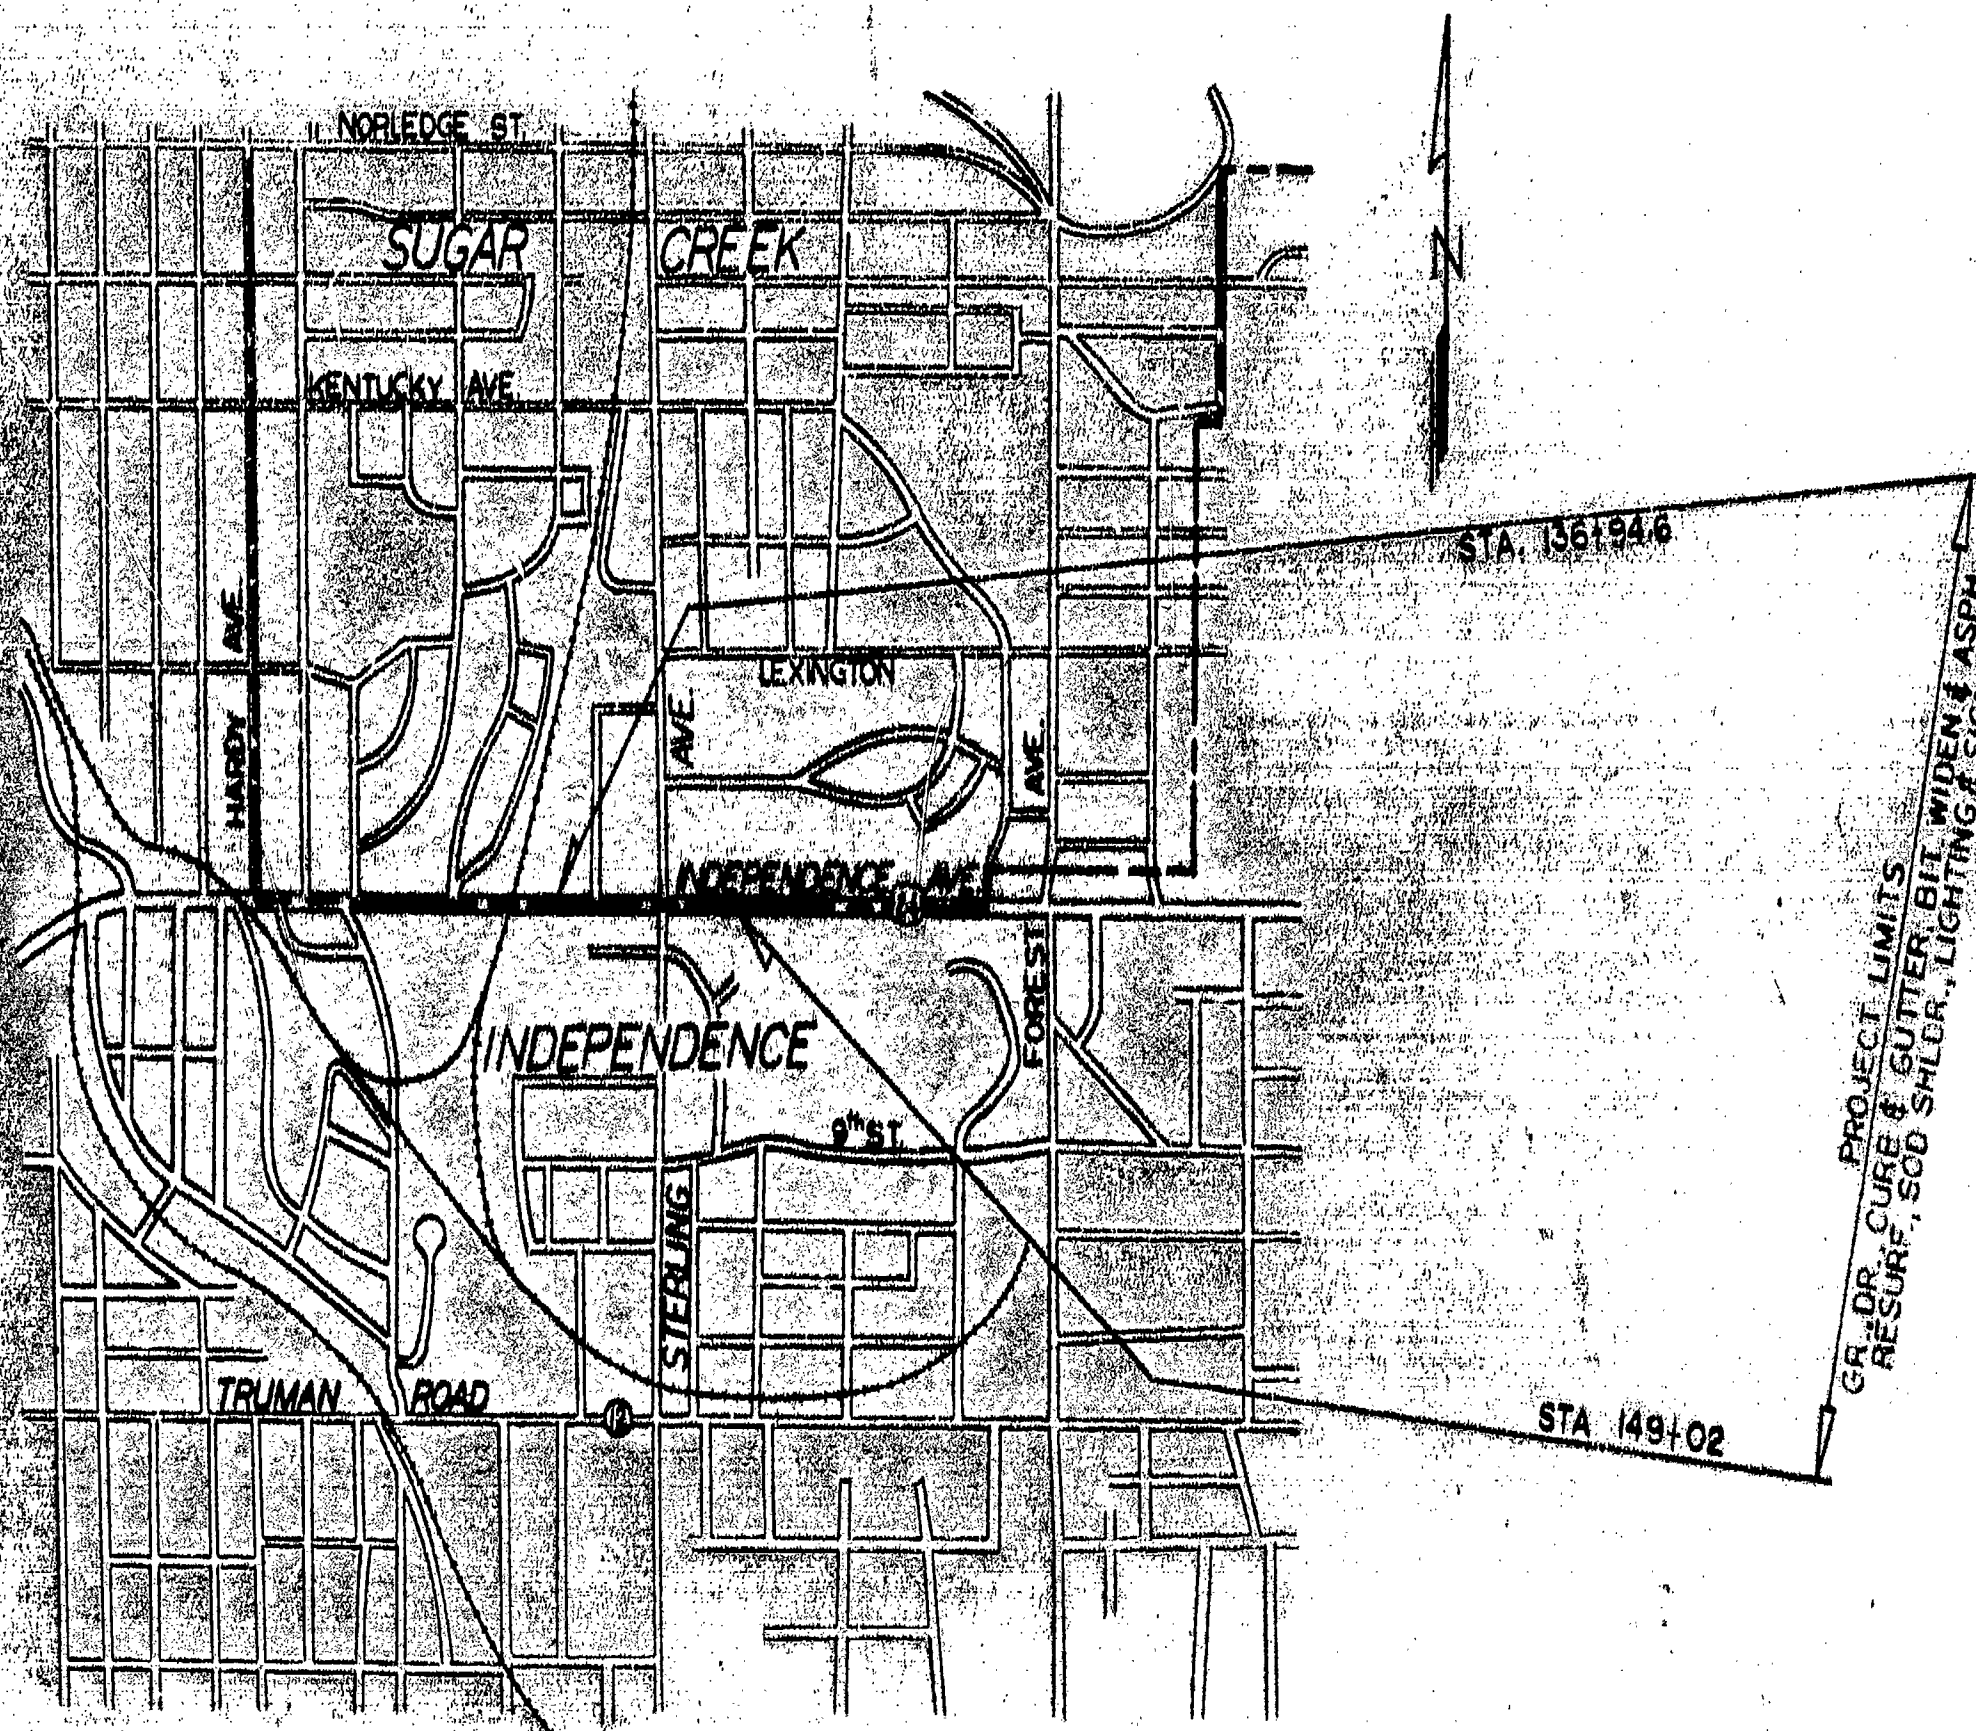 NORLEDGE ST.
SUGAR CREEK
N
KENTUCKY AVE.
STA. 136+94.6
HARDY AVE.
LEXINGTON
AVE.
AVE.
INDEPENDENCE AVE.
FOREST
INDEPENDENCE
9th ST.
STERLING
TRUMAN ROAD
12
STA 149+02
PROJECT LIMITS
GR., DR., CURB & GUTTER, BIT. WIDEN & ASPH.
RESURF., SOD SHLDR., LIGHTING &